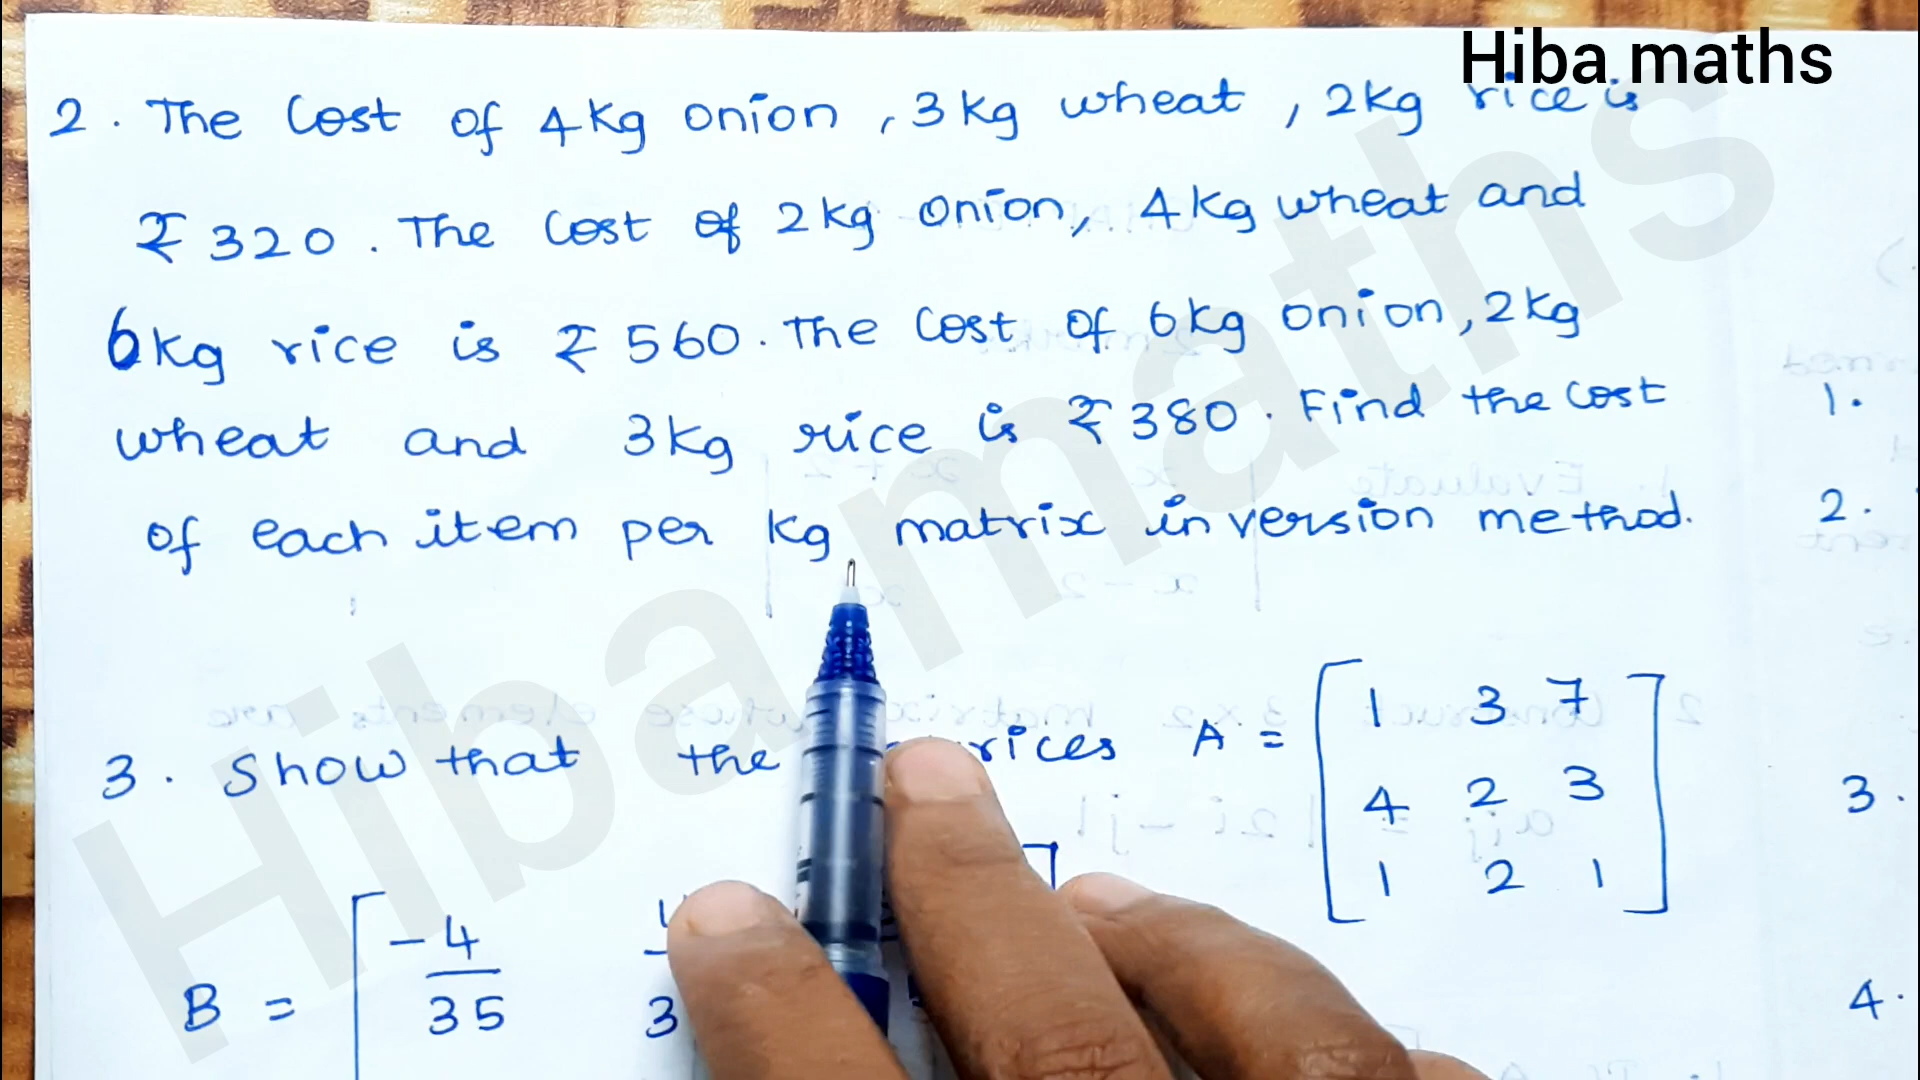 Hiba maths
2. The Cost of 4kg onion, 3kg wheat, 2kg rice is
₹ 320. The Cost of 2kg onion, 4kg wheat and
6kg rice is ₹ 560. The Cost of 6kg onion, 2kg
wheat and 3kg rice is ₹ 380. Find the cost
of each item per kg matrix inversion method.
3. Show that the A = [1 3 7
4 2 3
1 2 1]
B = [-4/35
1.
2.
3.
4.
Hiba maths